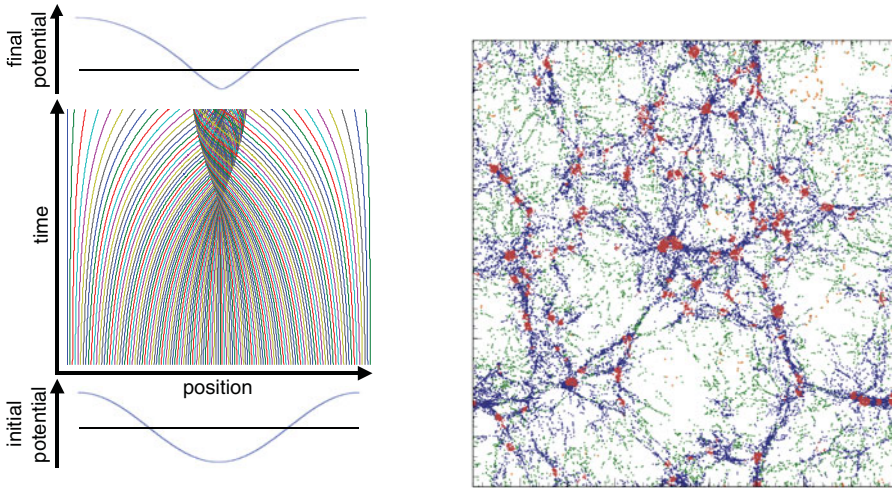 final
potential
time
position
initial
potential